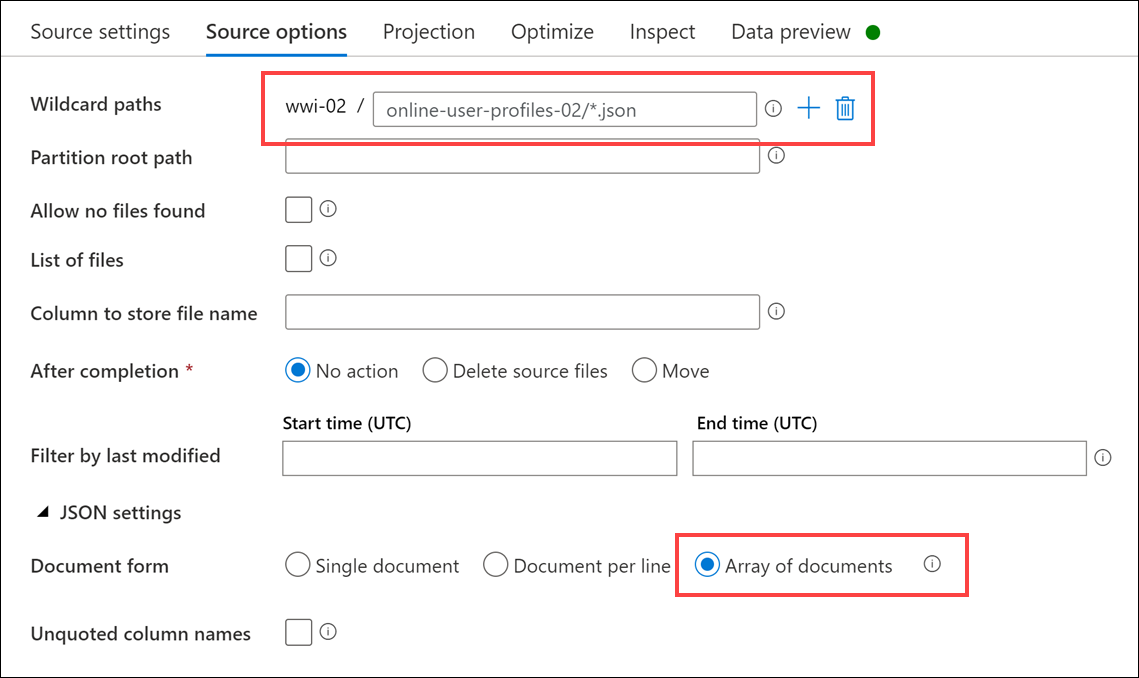 Source settings Source options Projection Optimize Inspect Data preview
Wildcard paths wwi-02 / online-user-profiles-02/*.json
Partition root path
Allow no files found
List of files
Column to store file name
After completion * No action Delete source files Move
Start time (UTC) End time (UTC)
Filter by last modified
JSON settings
Document form Single document Document per line Array of documents
Unquoted column names